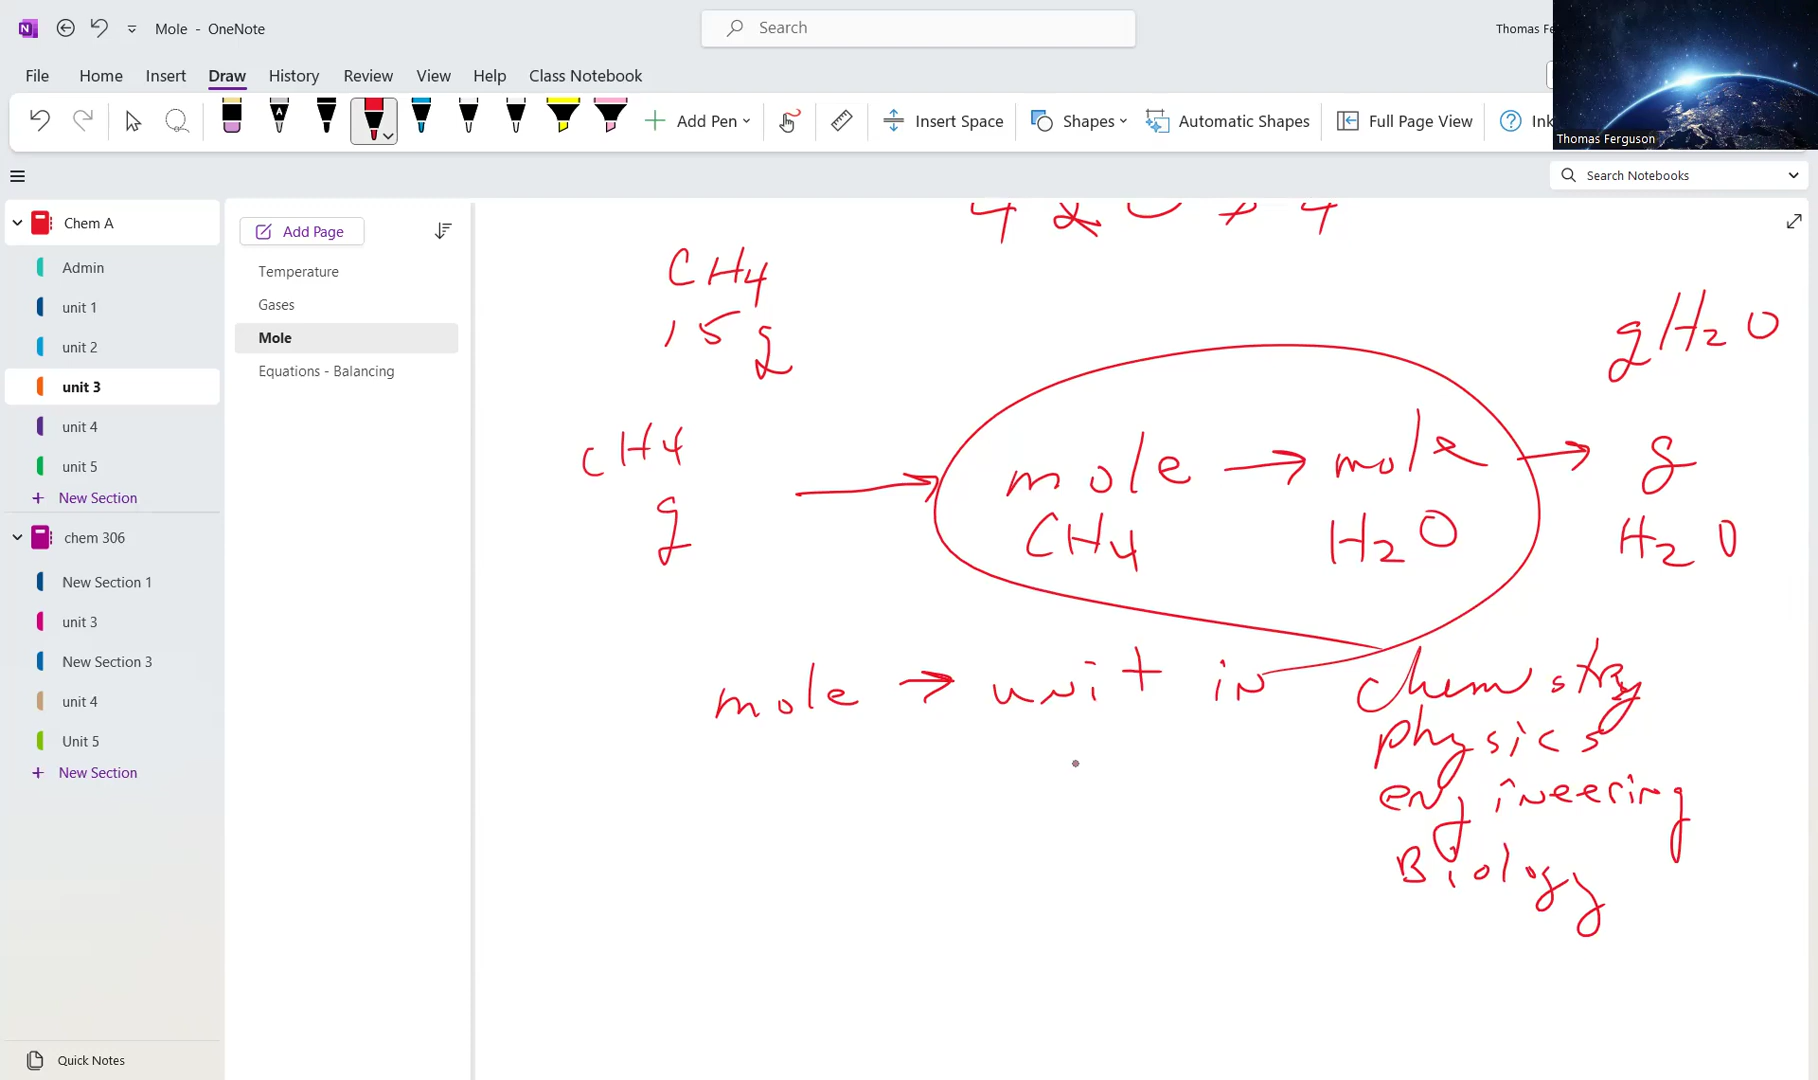 Mole - OneNote
Search
Thomas Fe
File Home Insert Draw History Review View Help Class Notebook
Add Pen
Insert Space
Shapes
Automatic Shapes
Full Page View
Ink
Thomas Ferguson
Search Notebooks
Chem A
Admin
unit 1
unit 2
unit 3
unit 4
unit 5
New Section
chem 306
New Section 1
unit 3
New Section 3
unit 4
Unit 5
New Section
Quick Notes
Add Page
Temperature
Gases
Mole
Equations - Balancing
CH4
15 g
g H2O
CH4
g
mole → mole → g
CH4 H2O H2O
mole → unit in chemstry
physics
engineering
Biology